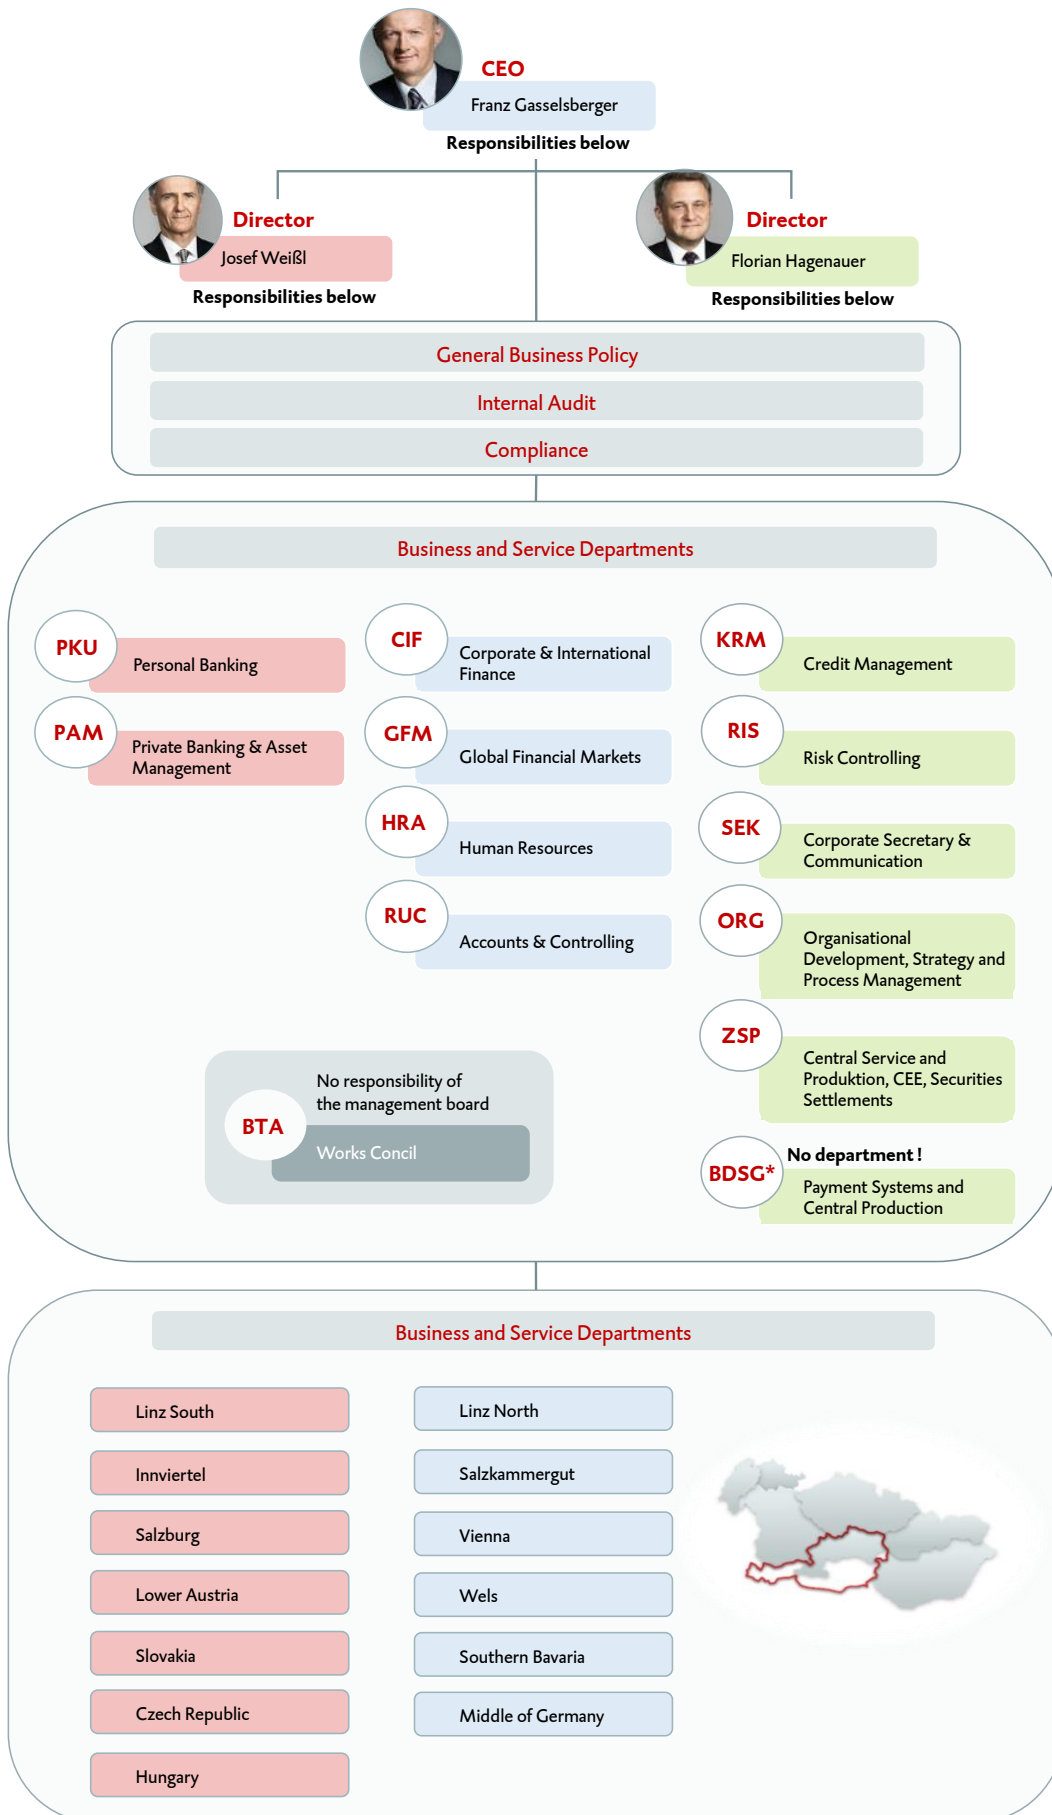 CEO
Franz Gasselsberger
Responsibilities below
Director
Josef Weißl
Responsibilities below
Director
Florian Hagenauer
Responsibilities below
General Business Policy
Internal Audit
Compliance
Business and Service Departments
PKU
Personal Banking
PAM
Private Banking & Asset
Management
CIF
Corporate & International
Finance
GFM
Global Financial Markets
HRA
Human Resources
RUC
Accounts & Controlling
KRM
Credit Management
RIS
Risk Controlling
SEK
Corporate Secretary &
Communication
ORG
Organisational
Development, Strategy and
Process Management
ZSP
Central Service and
Produktion, CEE, Securities
Settlements
BDSG*
No department !
Payment Systems and
Central Production
No responsibility of
the management board
BTA
Works Concil
Business and Service Departments
Linz South
Innviertel
Salzburg
Lower Austria
Slovakia
Czech Republic
Hungary
Linz North
Salzkammergut
Vienna
Wels
Southern Bavaria
Middle of Germany